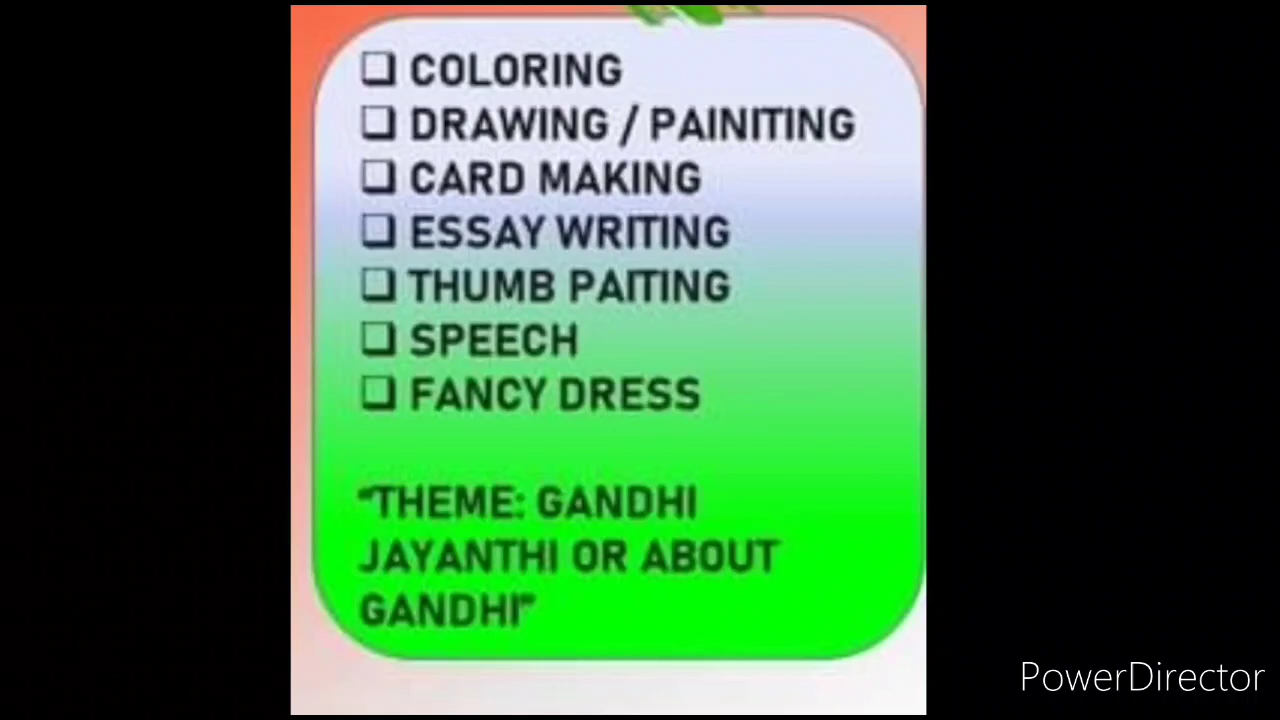 ❑ COLORING
❑ DRAWING / PAINITING
❑ CARD MAKING
❑ ESSAY WRITING
❑ THUMB PAITING
❑ SPEECH
❑ FANCY DRESS
“THEME: GANDHI
JAYANTHI OR ABOUT
GANDHI”
PowerDirector